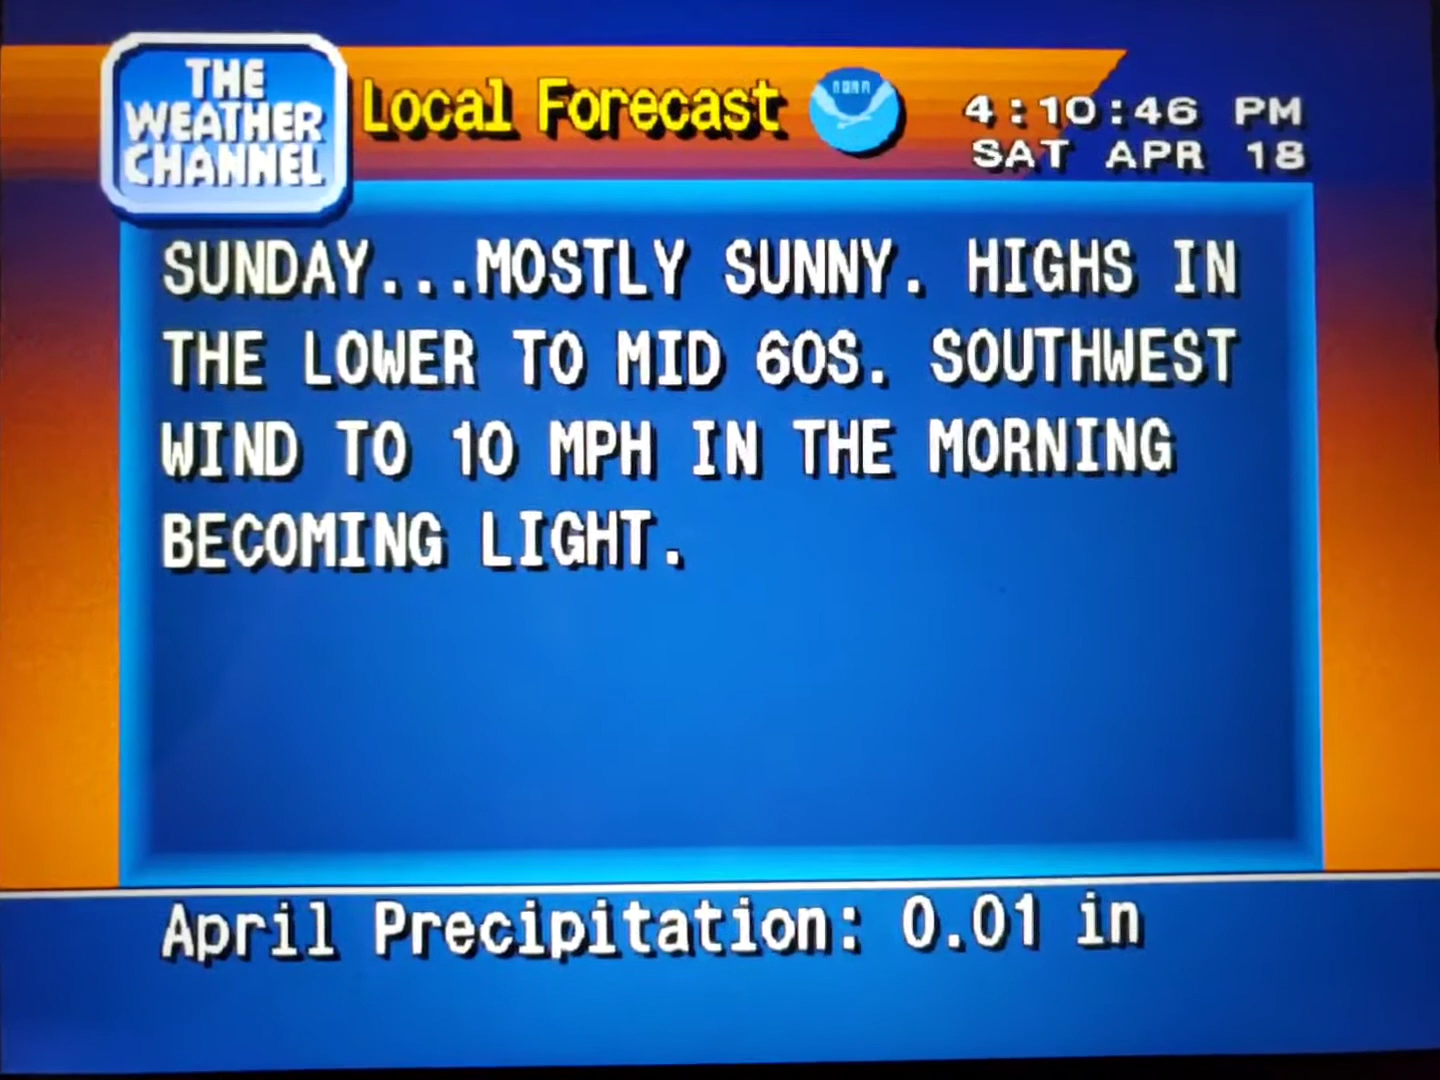 THE
WEATHER
CHANNEL
Local Forecast
NOAA
4:10:46 PM
SAT APR 18
SUNDAY...MOSTLY SUNNY. HIGHS IN
THE LOWER TO MID 60S. SOUTHWEST
WIND TO 10 MPH IN THE MORNING
BECOMING LIGHT.
April Precipitation: 0.01 in